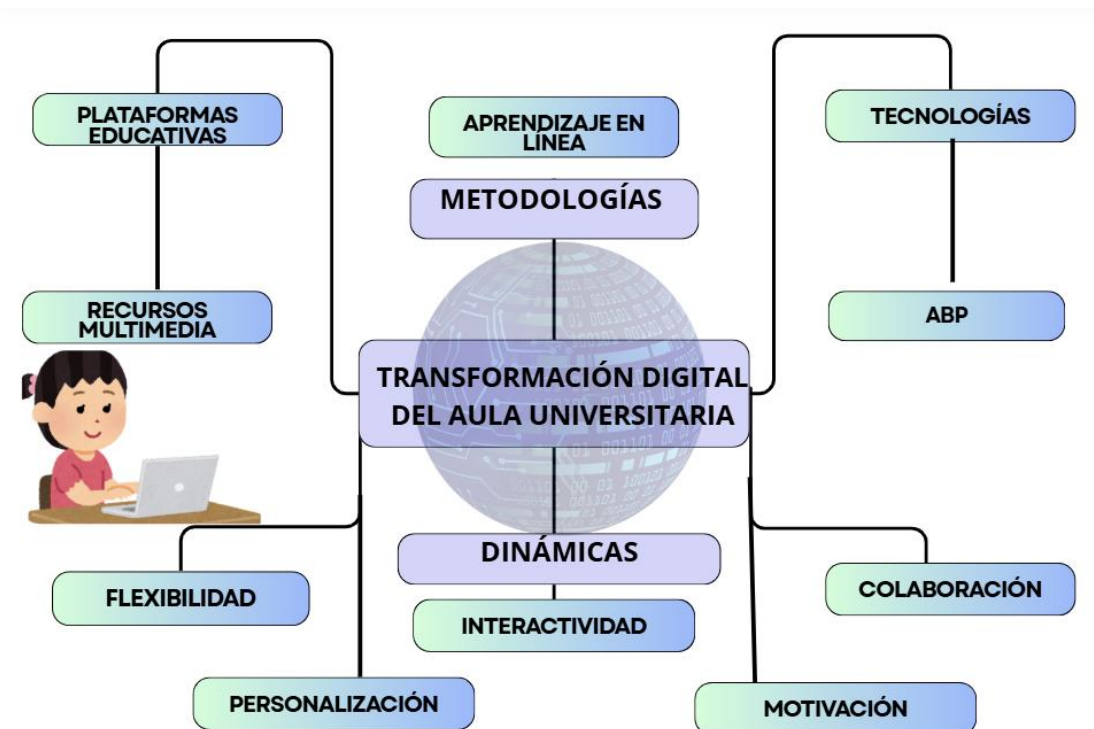 PLATAFORMAS
EDUCATIVAS
APRENDIZAJE EN
LÍNEA
TECNOLOGÍAS
METODOLOGÍAS
RECURSOS
MULTIMEDIA
ABP
TRANSFORMACIÓN DIGITAL
DEL AULA UNIVERSITARIA
DINÁMICAS
FLEXIBILIDAD
COLABORACIÓN
INTERACTIVIDAD
PERSONALIZACIÓN
MOTIVACIÓN